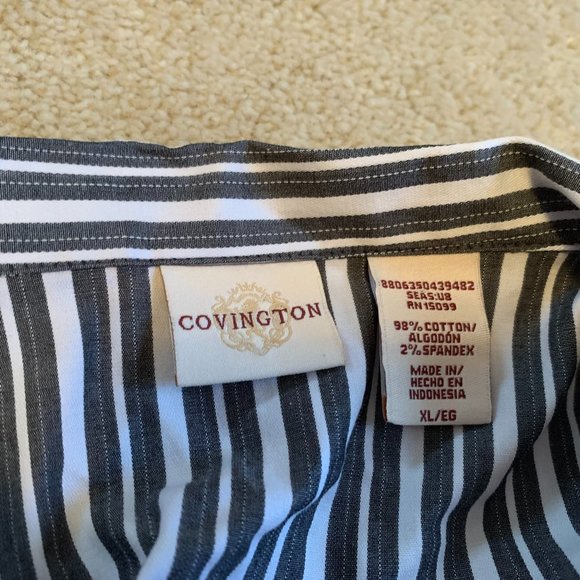 COVINGTON
8806350439482
SEAS:U8
RN 15099
98% COTTON/
ALGODÓN
2% SPANDEX
MADE IN/
HECHO EN
INDONESIA
XL/EG